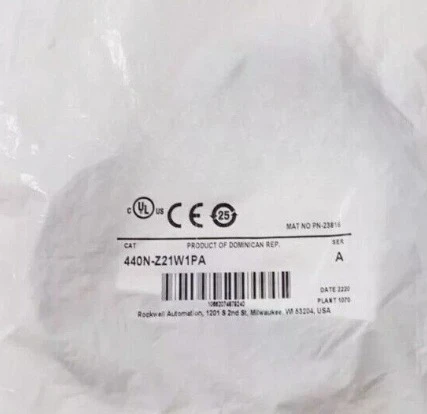 C UL US CE 25
MAT NO PN-23819
CAT PRODUCT OF DOMINICAN REP. SER
440N-Z21W1PA A
DATE 2220
PLANT 1070
Rockwell Automation, 1201 S 2nd St, Milwaukee, WI 53204, USA